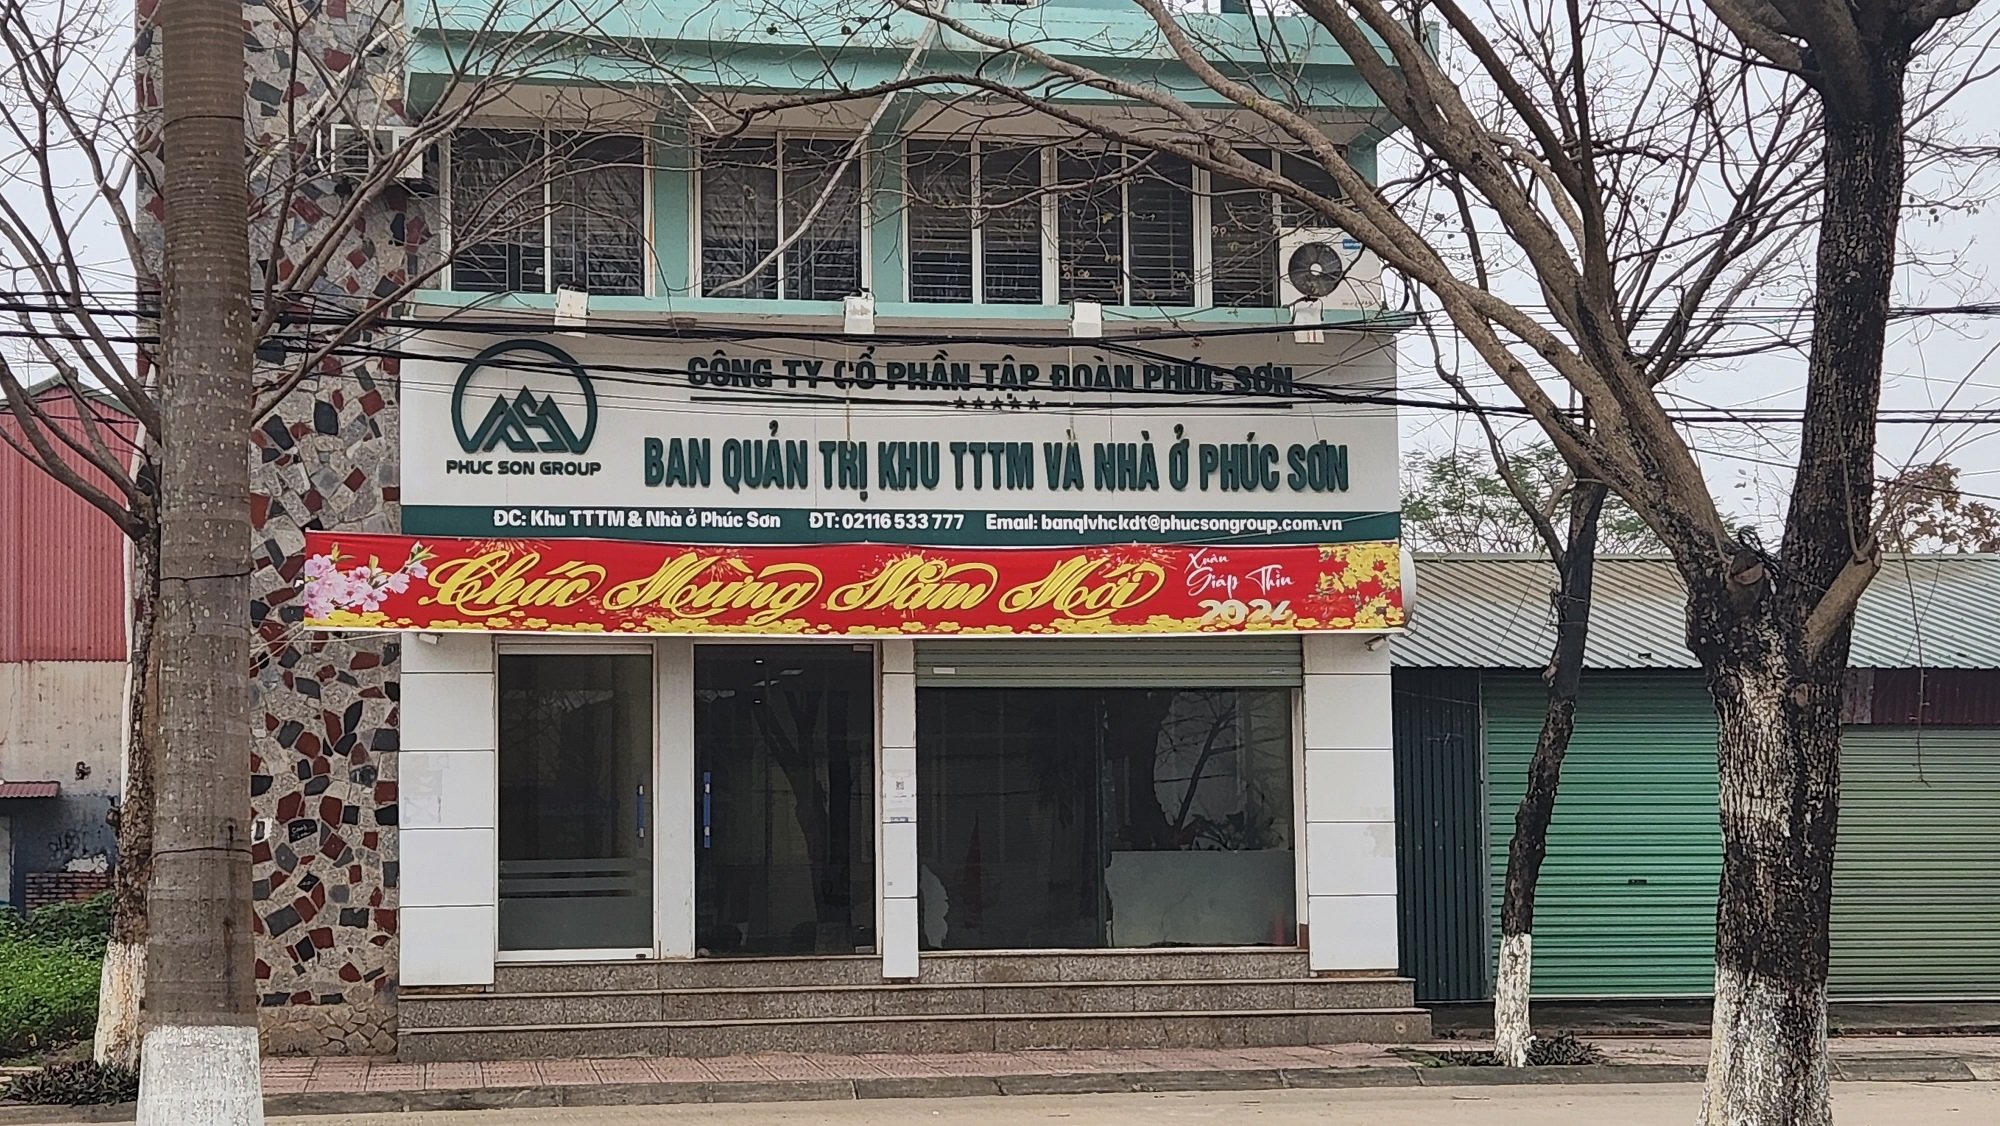 CÔNG TY CỔ PHẦN TẬP ĐOÀN PHÚC SƠN
PHUC SON GROUP
BAN QUẢN TRỊ KHU TTTM VÀ NHÀ Ở PHÚC SƠN
ĐC: Khu TTTM & Nhà ở Phúc Sơn ĐT: 02116 533 777 Email: banqlvhckdt@phucsongroup.com.vn
Chúc Mừng Năm Mới
Xuân
Giáp Thìn
2024